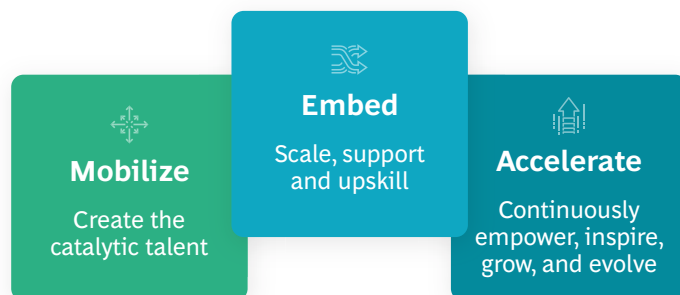 Mobilize
Create the
catalytic talent
Embed
Scale, support
and upskill
Accelerate
Continuously
empower, inspire,
grow, and evolve